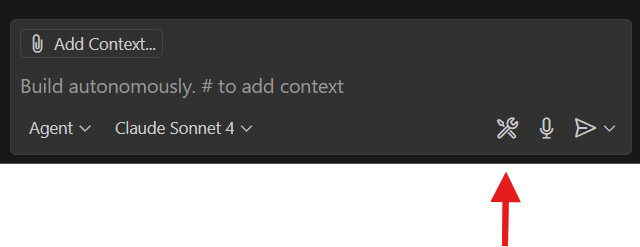 Add Context...
Build autonomously. # to add context
Agent Claude Sonnet 4